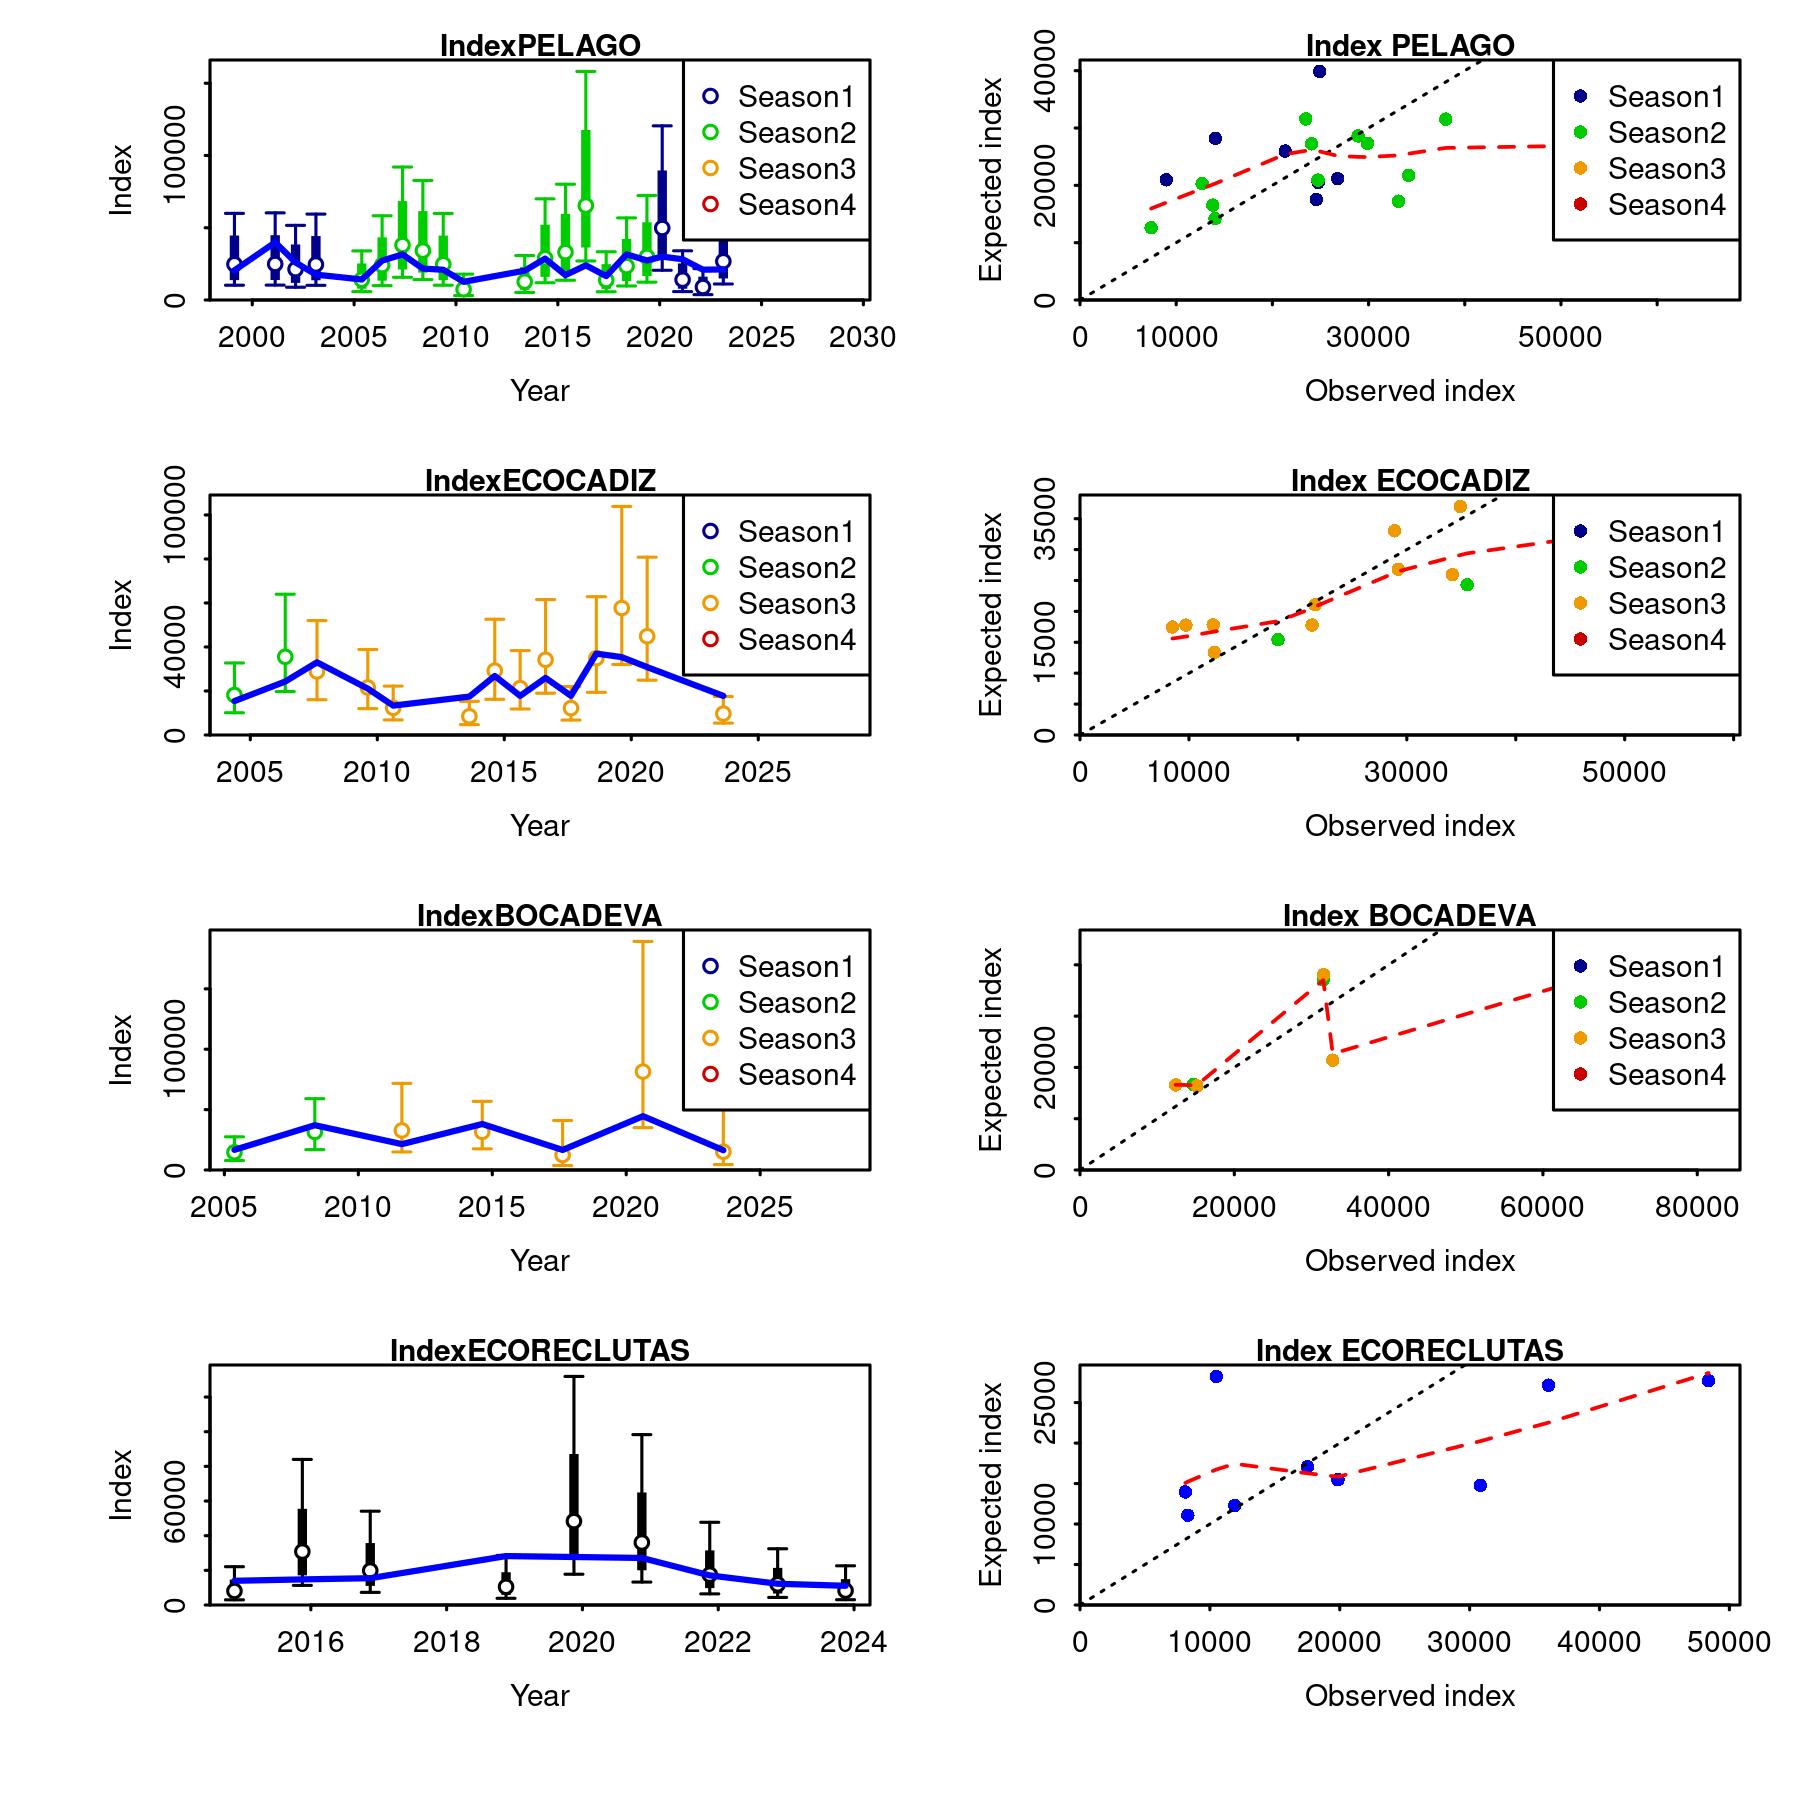 IndexPELAGO
Index
0
100000
2000 2005 2010 2015 2020 2025 2030
Year
Season1
Season2
Season3
Season4
Index PELAGO
Expected index
0 20000 40000
0 10000 30000 50000
Observed index
Season1
Season2
Season3
Season4
IndexECOCADIZ
Index
0 40000 100000
2005 2010 2015 2020 2025
Year
Season1
Season2
Season3
Season4
Index ECOCADIZ
Expected index
0 15000 35000
0 10000 30000 50000
Observed index
Season1
Season2
Season3
Season4
IndexBOCADEVA
Index
0 100000
2005 2010 2015 2020 2025
Year
Season1
Season2
Season3
Season4
Index BOCADEVA
Expected index
0 20000
0 20000 40000 60000 80000
Observed index
Season1
Season2
Season3
Season4
IndexECORECLUTAS
Index
0 60000
2016 2018 2020 2022 2024
Year
Index ECORECLUTAS
Expected index
0 10000 25000
0 10000 20000 30000 40000 50000
Observed index